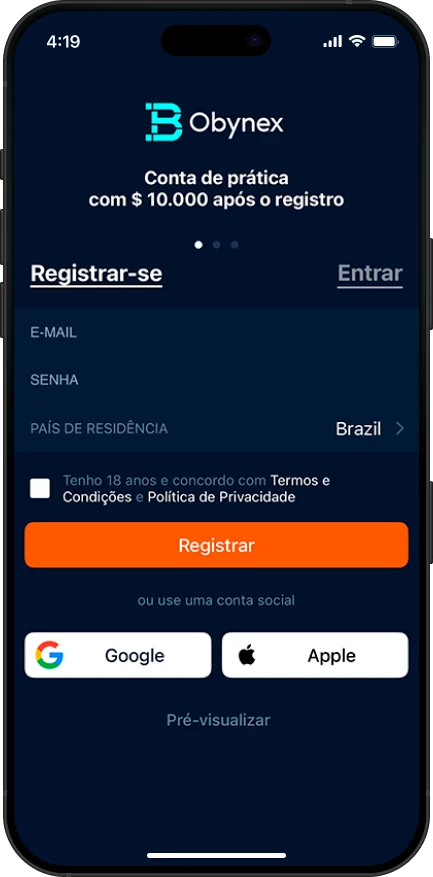 4:19
Obynex
Conta de prática
com $ 10.000 após o registro
Registrar-se
Entrar
E-MAIL
SENHA
PAÍS DE RESIDÊNCIA
Brazil
Tenho 18 anos e concordo com Termos e
Condições e Política de Privacidade
Registrar
ou use uma conta social
Google
Apple
Pré-visualizar